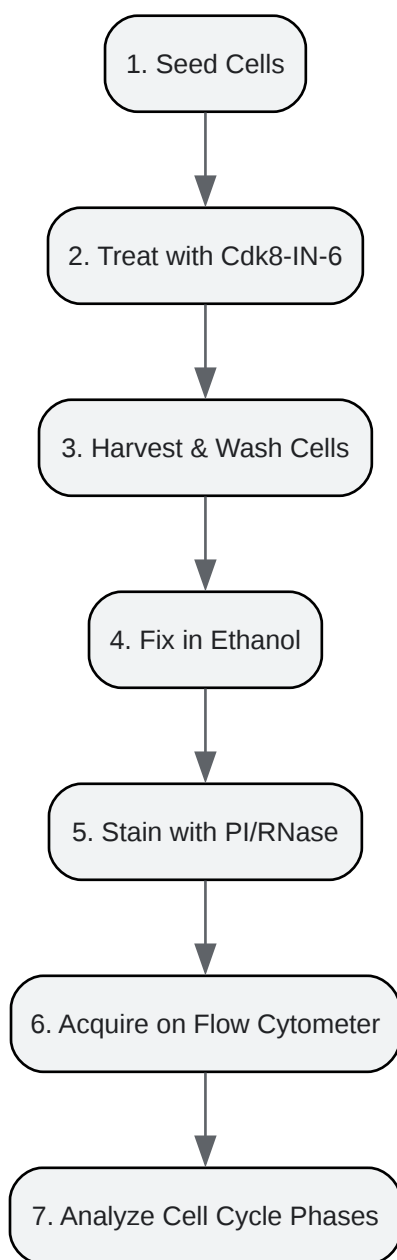 1. Seed Cells
2. Treat with Cdk8-IN-6
3. Harvest & Wash Cells
4. Fix in Ethanol
5. Stain with PI/RNase
6. Acquire on Flow Cytometer
7. Analyze Cell Cycle Phases